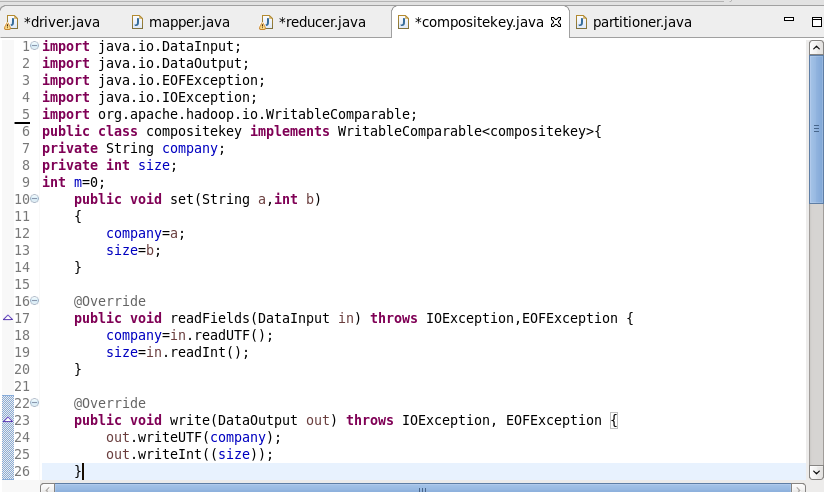 *driver.java mapper.java *reducer.java *compositekey.java partitioner.java
1 import java.io.DataInput;
2 import java.io.DataOutput;
3 import java.io.EOFException;
4 import java.io.IOException;
5 import org.apache.hadoop.io.WritableComparable;
6 public class compositekey implements WritableComparable<compositekey>{
7 private String company;
8 private int size;
9 int m=0;
10 public void set(String a,int b)
11 {
12 company=a;
13 size=b;
14 }
15
16 @Override
17 public void readFields(DataInput in) throws IOException,EOFException {
18 company=in.readUTF();
19 size=in.readInt();
20 }
21
22 @Override
23 public void write(DataOutput out) throws IOException, EOFException {
24 out.writeUTF(company);
25 out.writeInt((size));
26 }